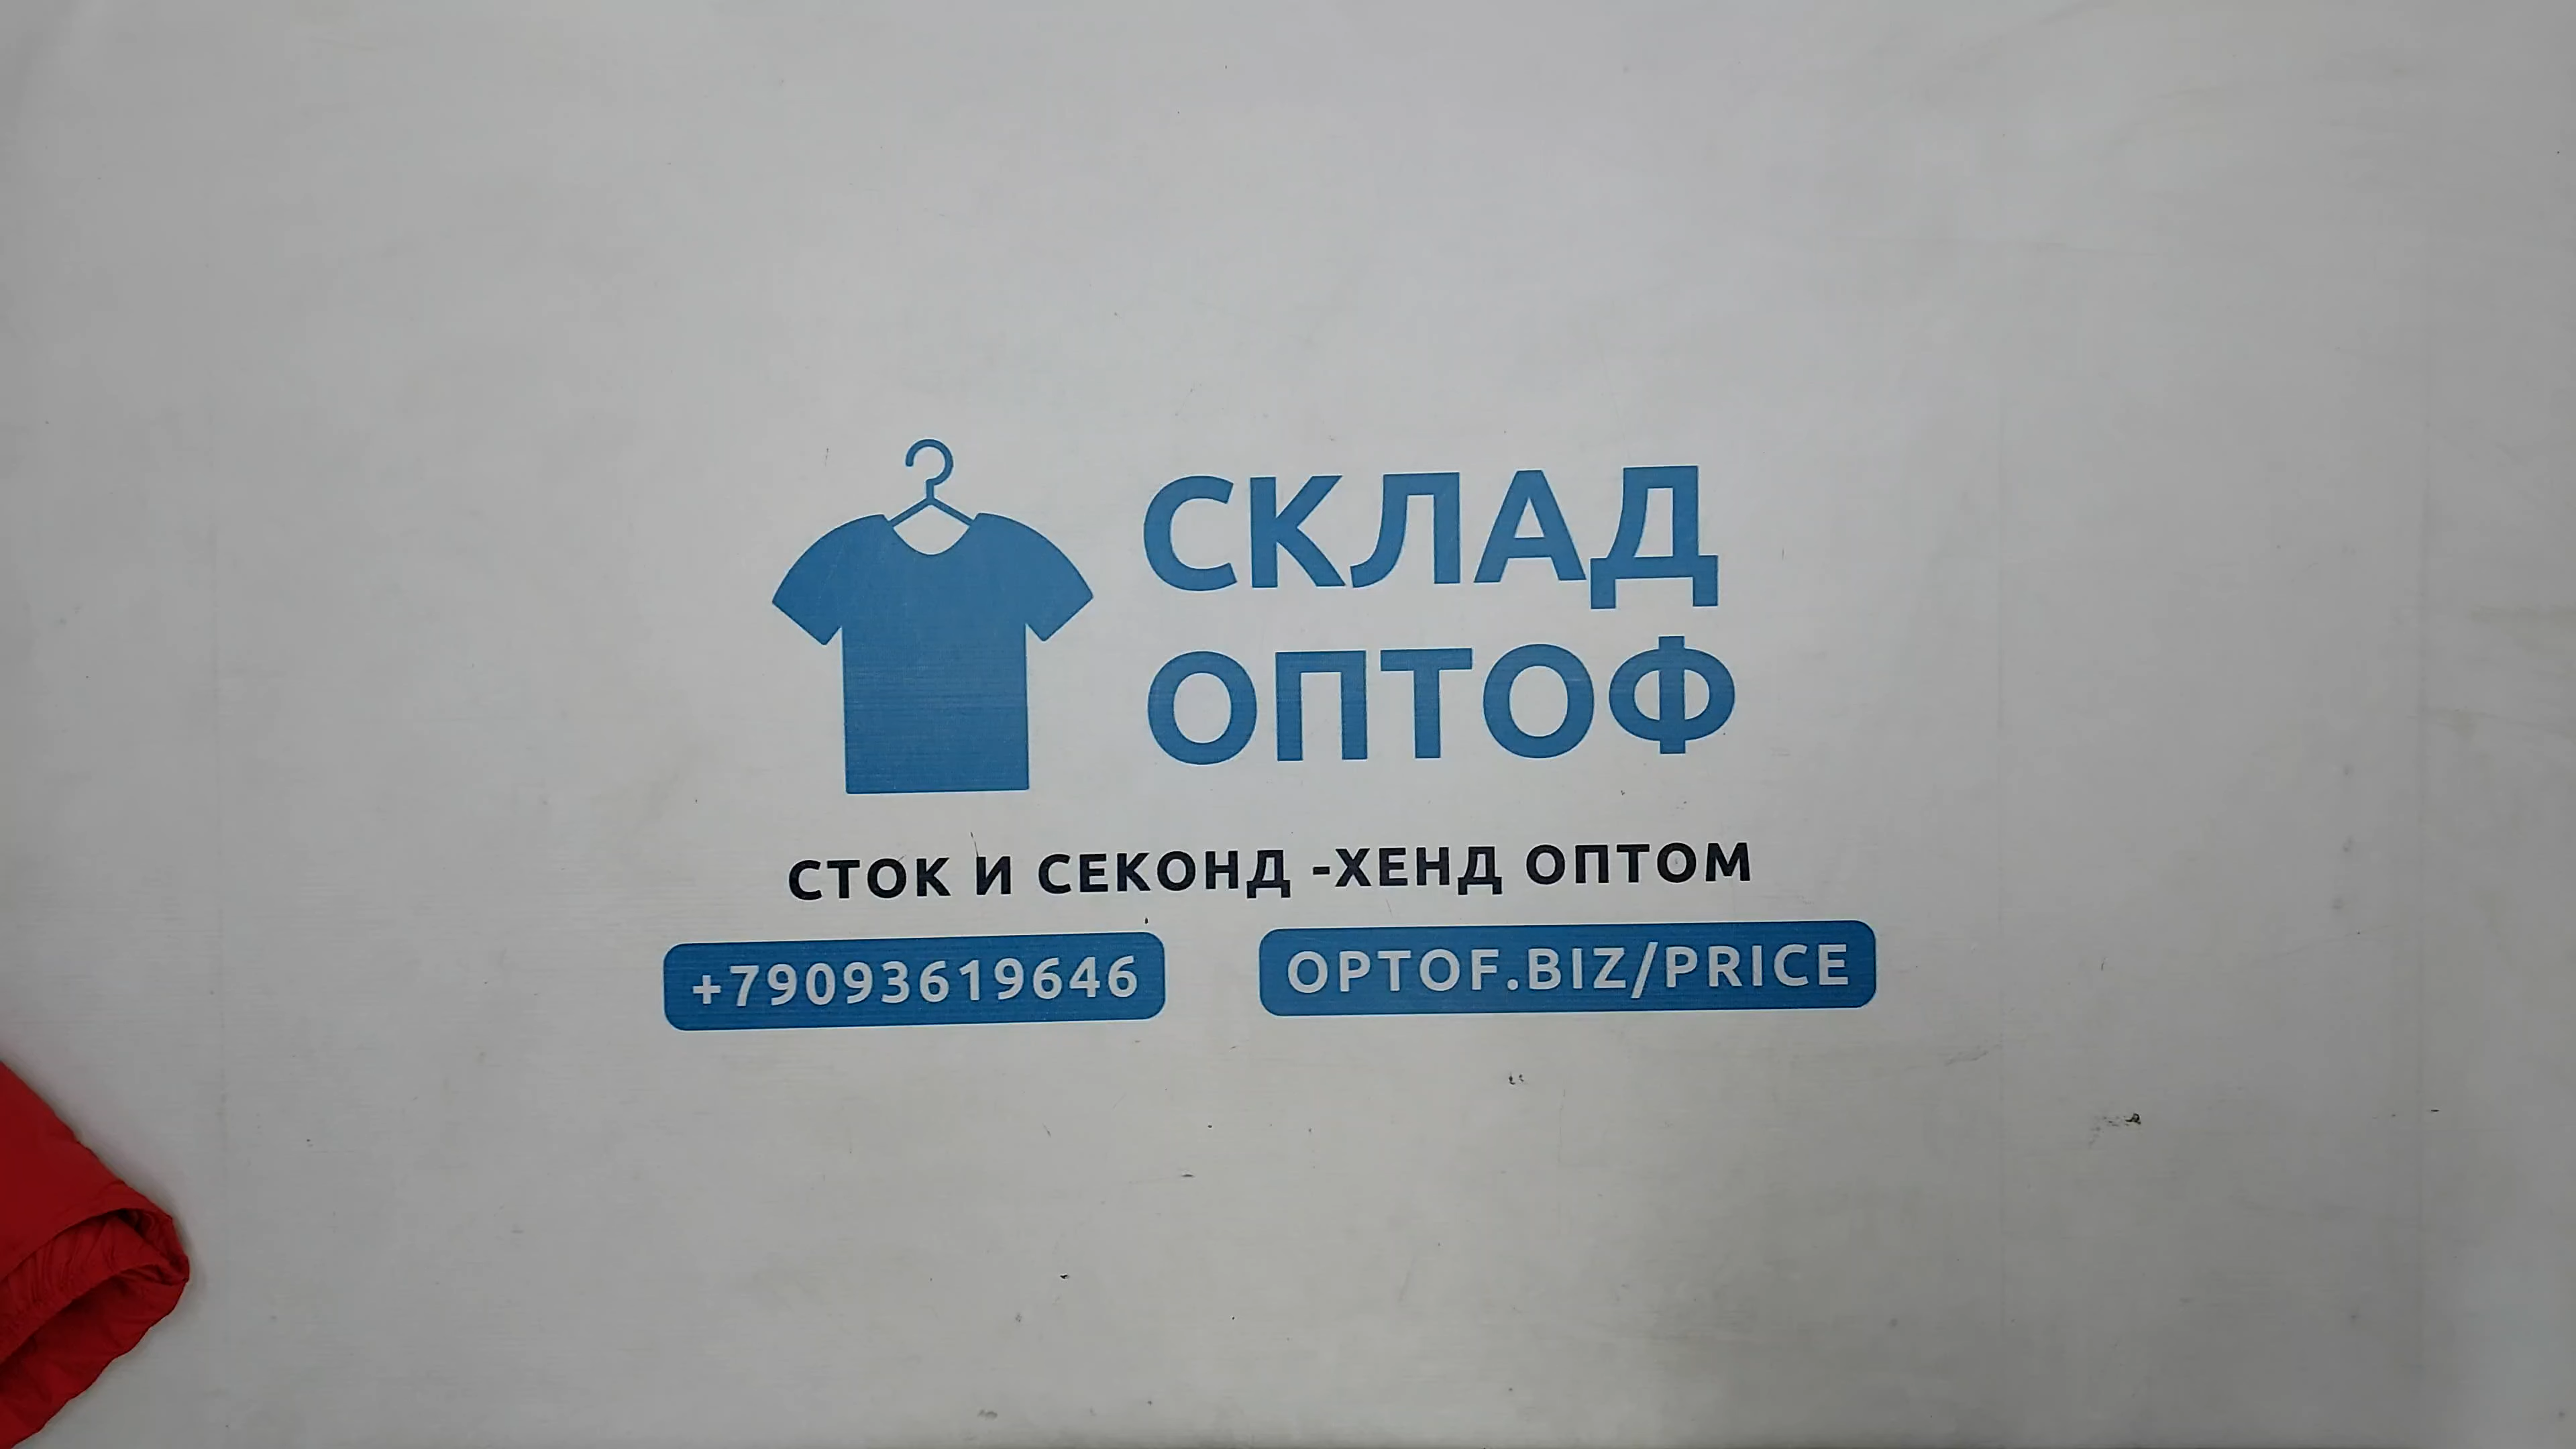 СКЛАД
ОПТОФ
СТОК И СЕКОНД -ХЕНД ОПТОМ
+79093619646
OPTOF.BIZ/PRICE